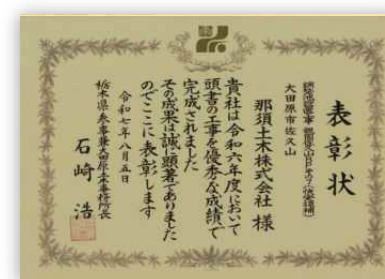 表彰状
大田原市佐久山
那須土木株式会社 様
貴社は令和六年度において
頭書の工事を優秀な成績で
完成されました
その成果は誠に顕著でありました
のでここに表彰します
令和七年八月五日
栃木県参事兼大田原土木事務所長
石崎 浩